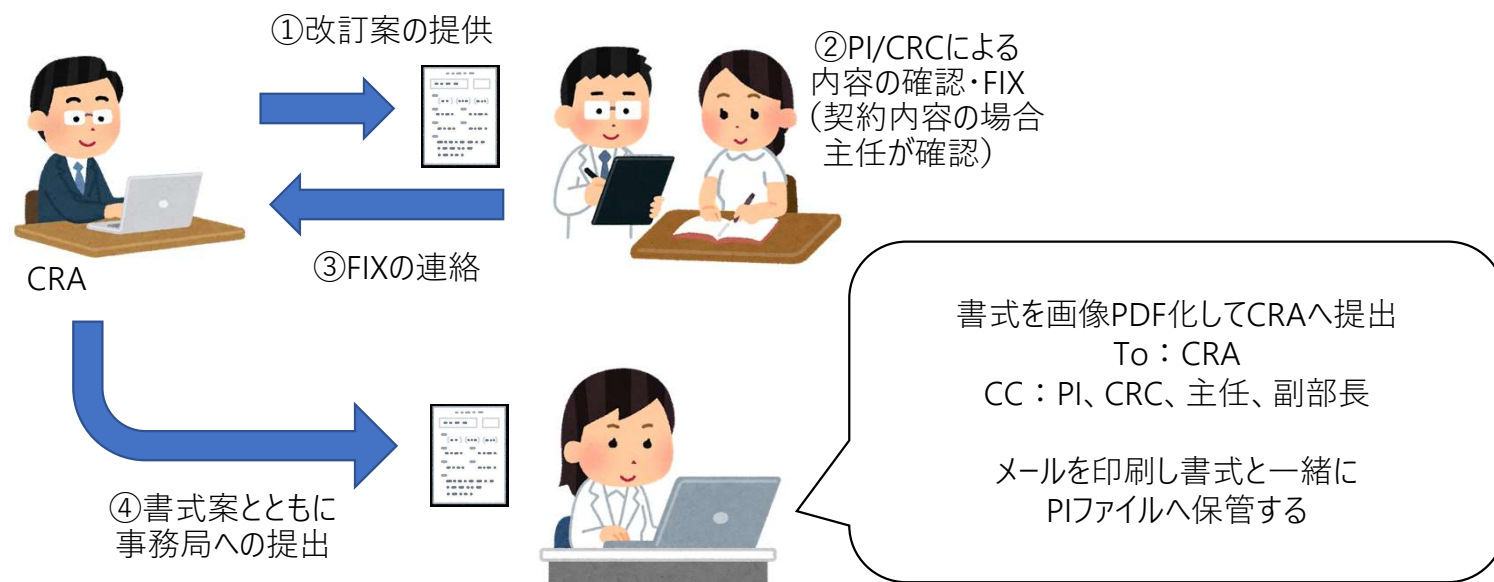 ①改訂案の提供
②PI/CRCによる
内容の確認・FIX
(契約内容の場合
主任が確認)
③FIXの連絡
CRA
④書式案とともに
事務局への提出
書式を画像PDF化してCRAへ提出
To：CRA
CC：PI、CRC、主任、副部長
メールを印刷し書式と一緒に
PIファイルへ保管する